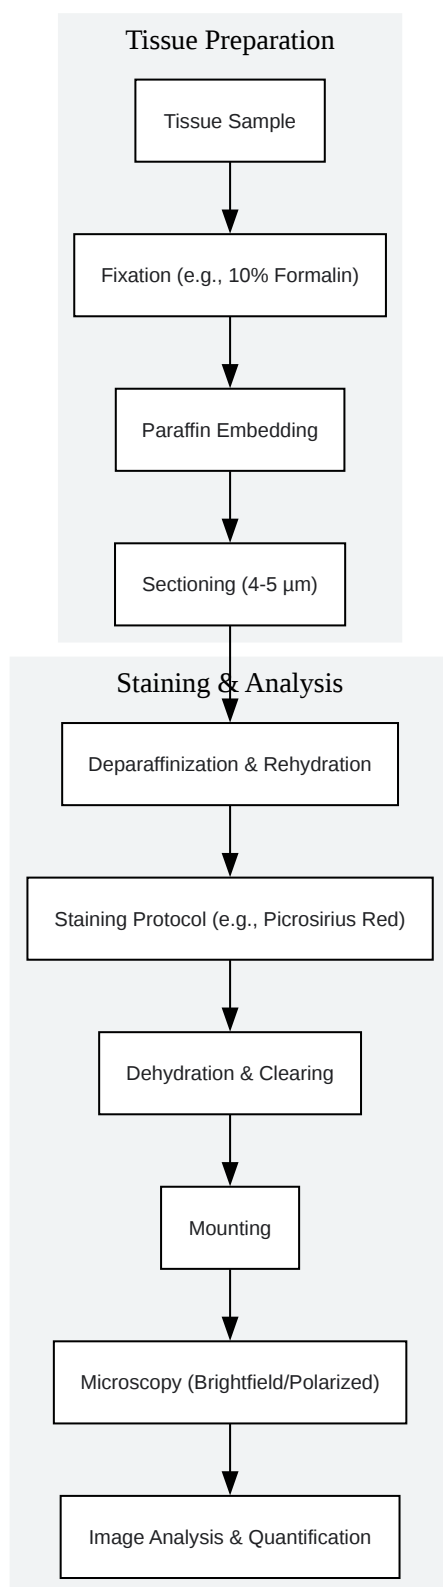 Tissue Preparation
Tissue Sample
Fixation (e.g., 10% Formalin)
Paraffin Embedding
Sectioning (4-5 µm)
Staining & Analysis
Deparaffinization & Rehydration
Staining Protocol (e.g., Picrosirius Red)
Dehydration & Clearing
Mounting
Microscopy (Brightfield/Polarized)
Image Analysis & Quantification